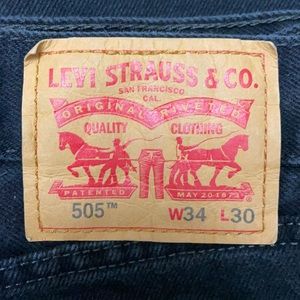 LEVI STRAUSS & CO.
SAN FRANCISCO
CAL.
ORIGINAL RIVETED
QUALITY CLOTHING
PATENTED MAY 20 1873
505™ W34 L30